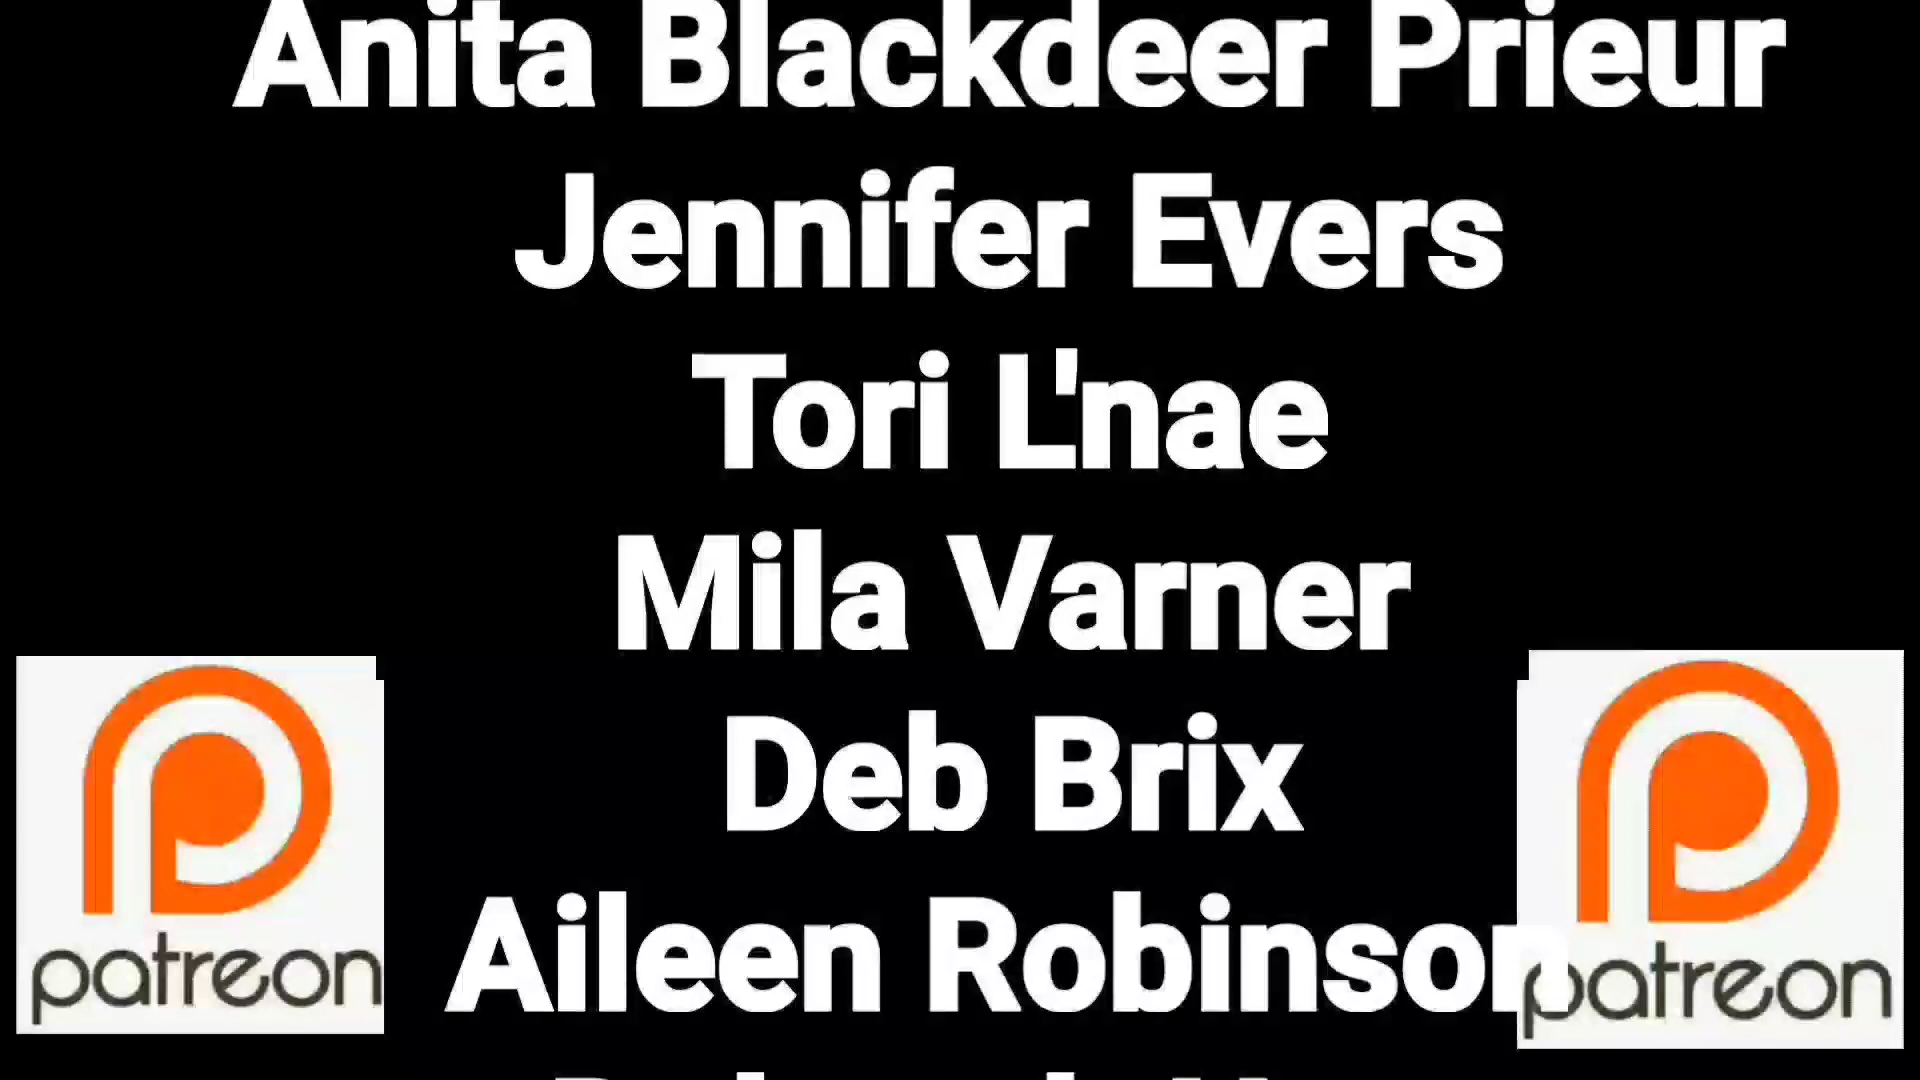 Anita Blackdeer Prieur
Jennifer Evers
Tori L'nae
Mila Varner
Deb Brix
Aileen Robinson
patreon
patreon